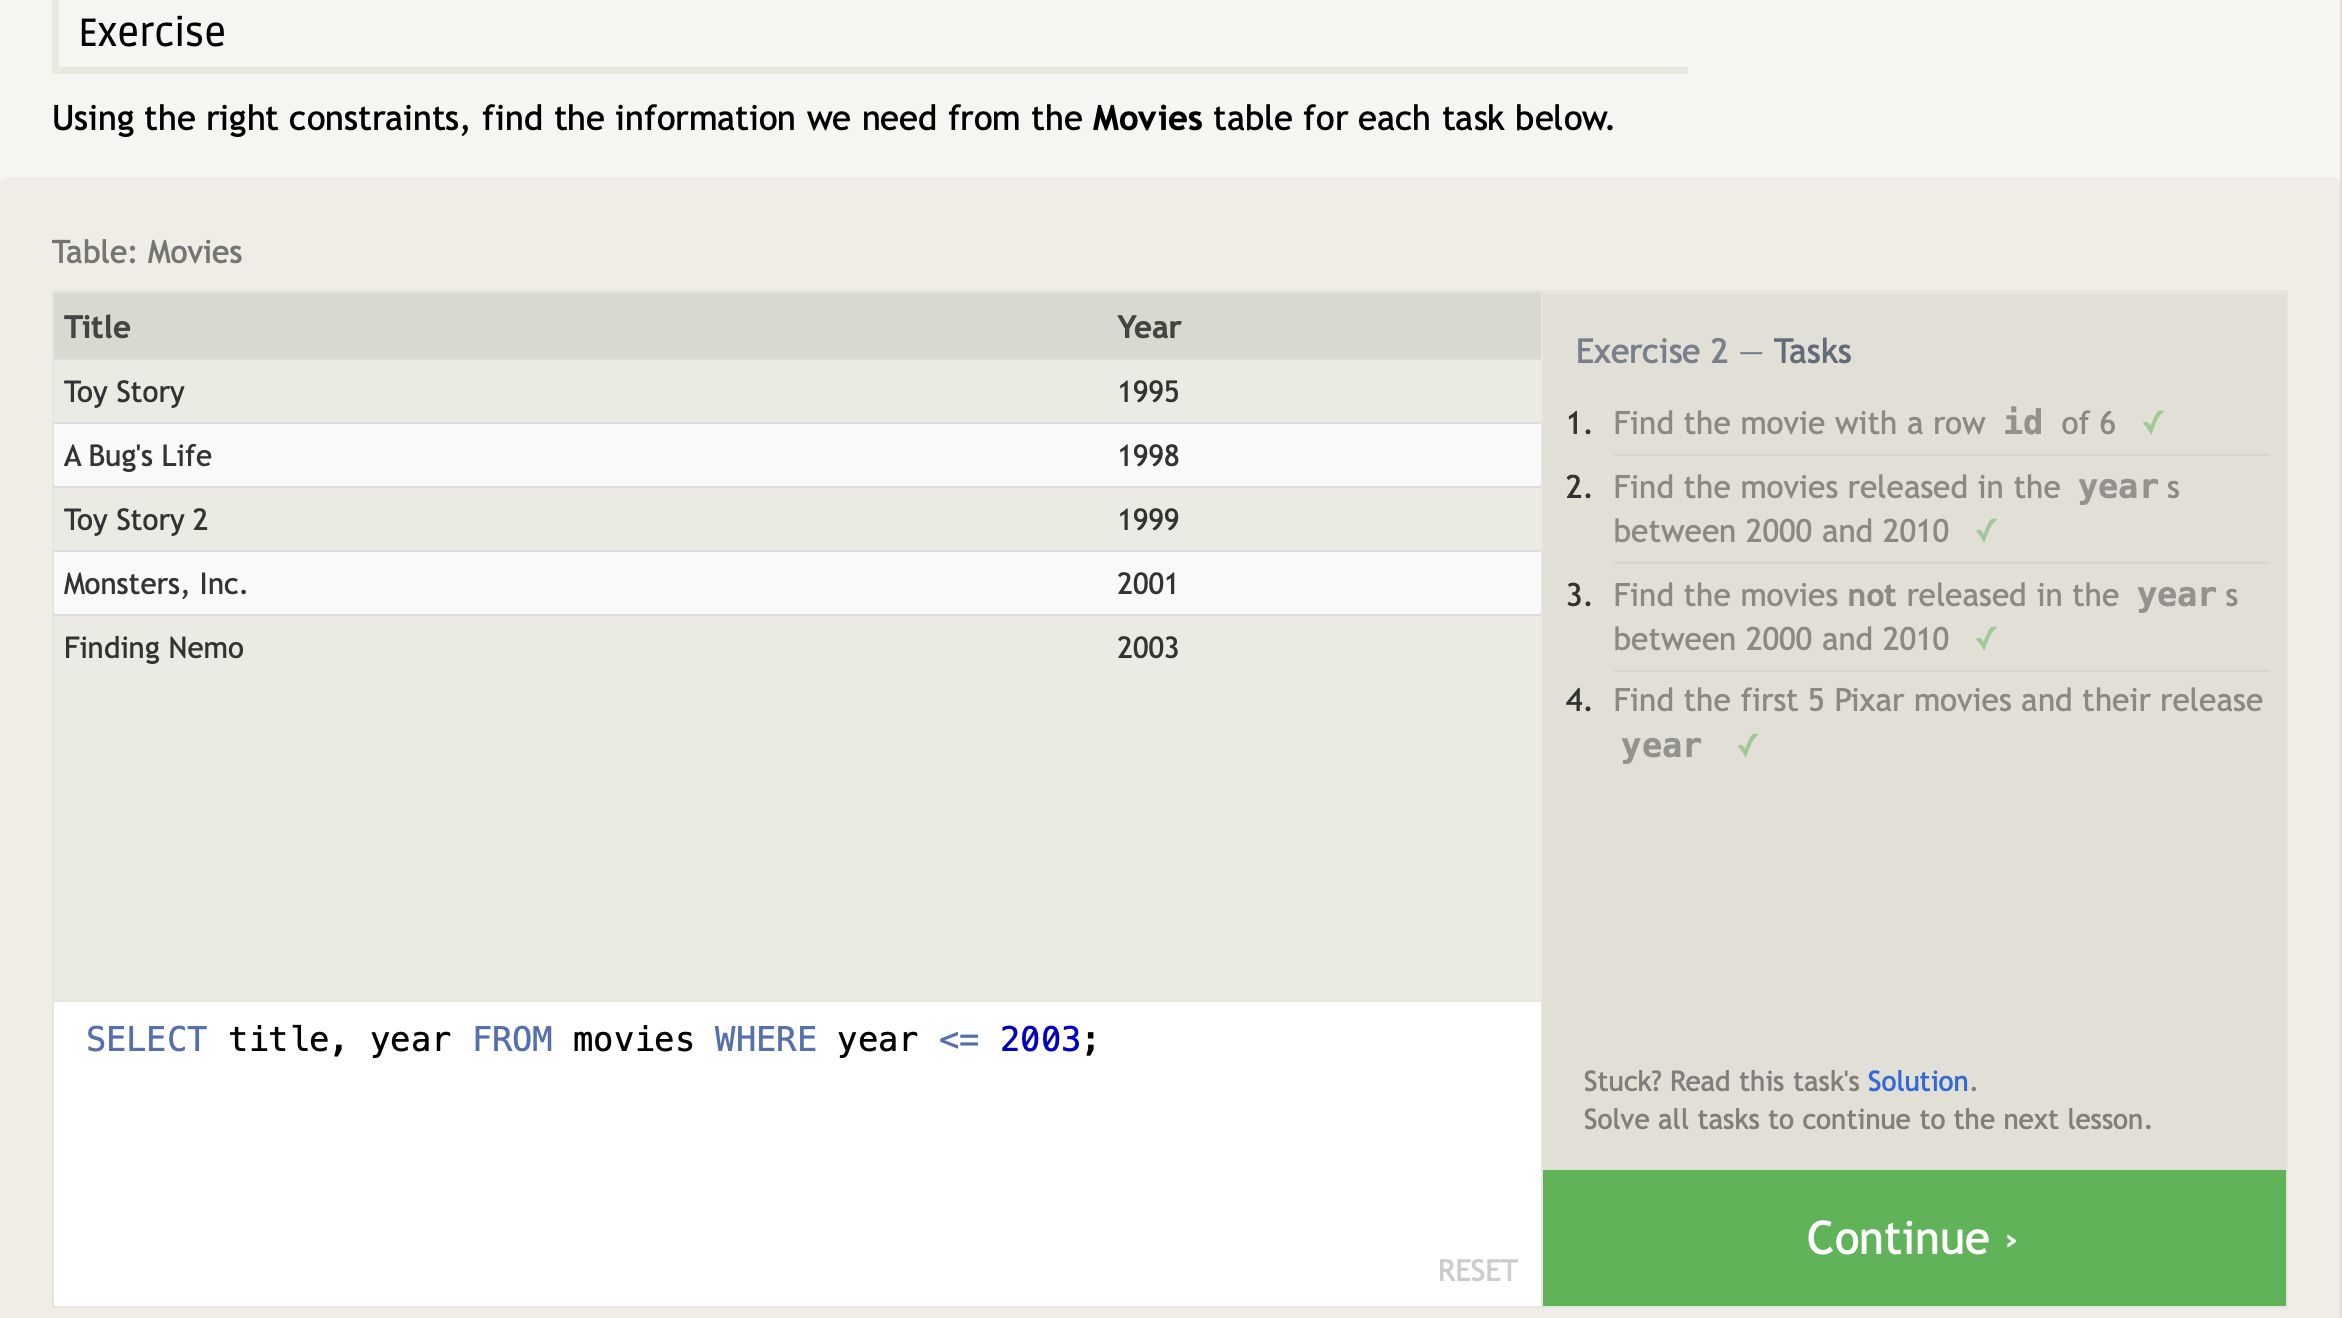 Exercise
Using the right constraints, find the information we need from the Movies table for each task below.
Table: Movies
Title Year
Toy Story 1995
A Bug's Life 1998
Toy Story 2 1999
Monsters, Inc. 2001
Finding Nemo 2003
SELECT title, year FROM movies WHERE year <= 2003;
RESET
Exercise 2 — Tasks
1. Find the movie with a row id of 6 ✓
2. Find the movies released in the years
between 2000 and 2010 ✓
3. Find the movies not released in the years
between 2000 and 2010 ✓
4. Find the first 5 Pixar movies and their release
year ✓
Stuck? Read this task's Solution.
Solve all tasks to continue to the next lesson.
Continue ›